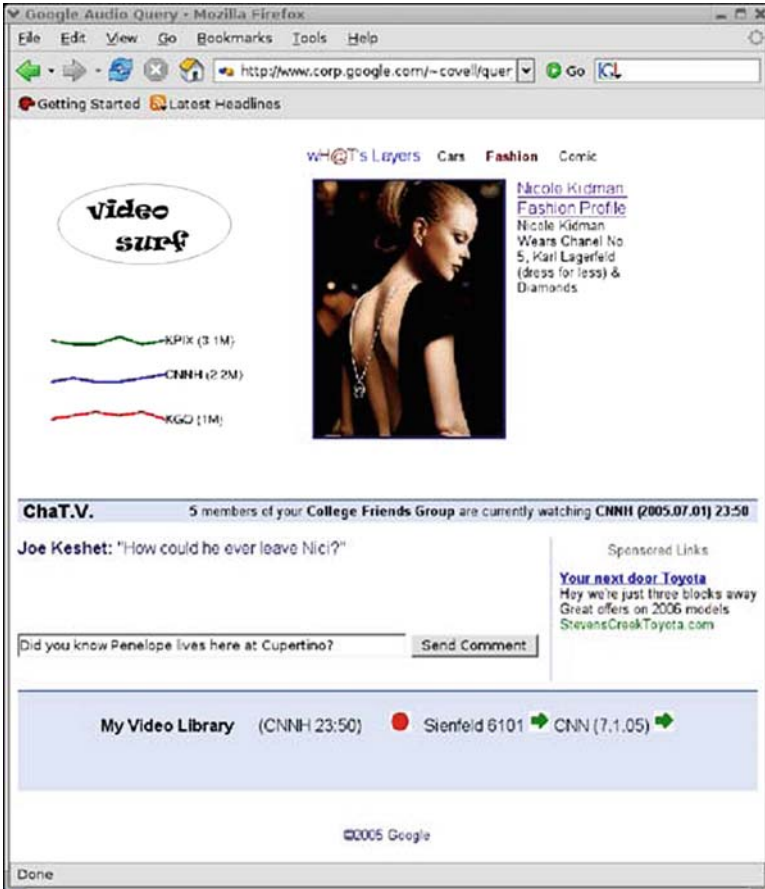 Google Audio Query - Mozilla Firefox
File Edit View Go Bookmarks Tools Help
http://www.corp.google.com/~covell/quer Go
Getting Started Latest Headlines
wH@T's Layers Cars Fashion Comic
video
surf
Nicole Kidman
Fashion Profile
Nicole Kidman
Wears Chanel No.
5, Karl Lagerfeld
(dress for less) &
Diamonds
KPIX (3.1M)
CNNH (2.2M)
KGO (1M)
ChaT.V. 5 members of your College Friends Group are currently watching CNNH (2005.07.01) 23:50
Joe Keshet: "How could he ever leave Nici?"
Did you know Penelope lives here at Cupertino? Send Comment
Sponsored Links
Your next door Toyota
Hey we're just three blocks away
Great offers on 2006 models
StevensCreekToyota.com
My Video Library (CNNH 23:50) Sienfeld 6101 CNN (7.1.05)
©2005 Google
Done